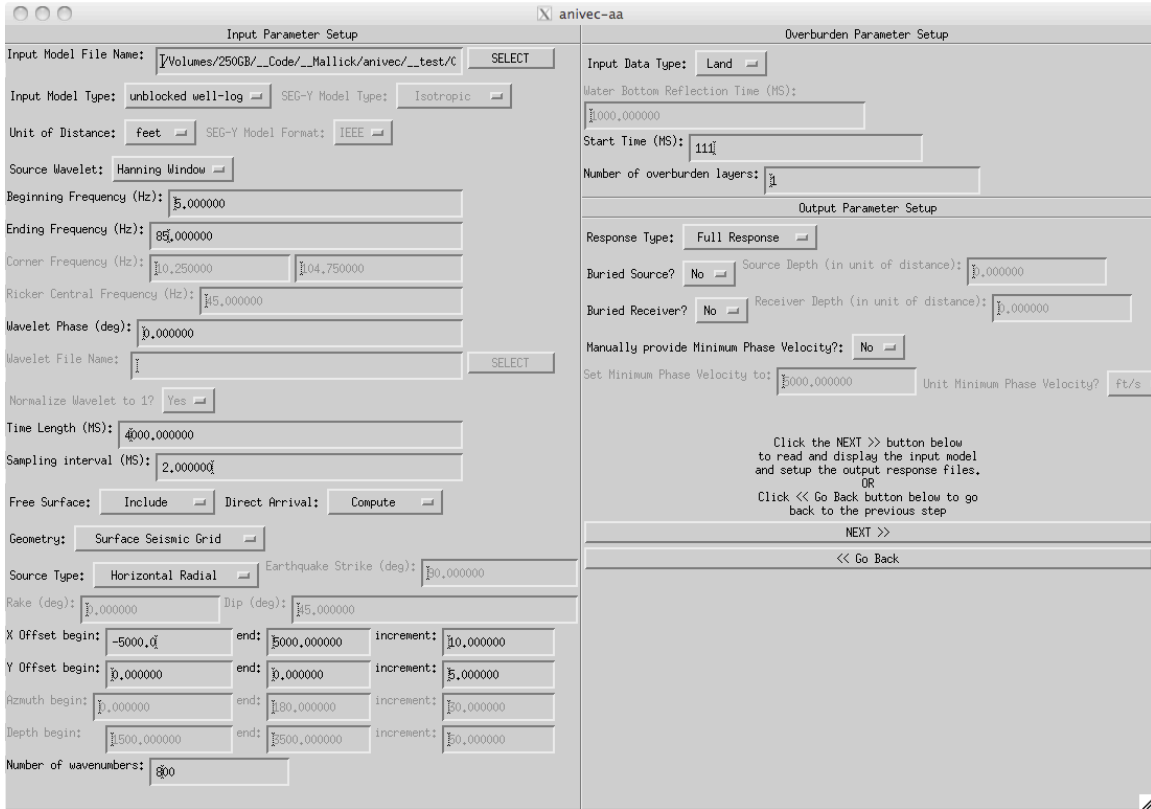 anivec-aa
Input Parameter Setup
Input Model File Name: /Volumes/250GB/__Code/__Mallick/anivec/__test/C SELECT
Input Model Type: unblocked well-log SEG-Y Model Type: Isotropic
Unit of Distance: feet SEG-Y Model Format: IEEE
Source Wavelet: Hanning Window
Beginning Frequency (Hz): 5.000000
Ending Frequency (Hz): 85.000000
Corner Frequency (Hz): 10.250000 104.750000
Ricker Central Frequency (Hz): 45.000000
Wavelet Phase (deg): 0.000000
Wavelet File Name: SELECT
Normalize Wavelet to 1? Yes
Time Length (MS): 4000.000000
Sampling interval (MS): 2.000000
Free Surface: Include Direct Arrival: Compute
Geometry: Surface Seismic Grid
Source Type: Horizontal Radial Earthquake Strike (deg): 90.000000
Rake (deg): 0.000000 Dip (deg): 45.000000
X Offset begin: -5000.0 end: 5000.000000 increment: 10.000000
Y Offset begin: 0.000000 end: 0.000000 increment: 5.000000
Azmuth begin: 0.000000 end: 180.000000 increment: 30.000000
Depth begin: 1500.000000 end: 3500.000000 increment: 50.000000
Number of wavenumbers: 800
Overburden Parameter Setup
Input Data Type: Land
Water Bottom Reflection Time (MS):
1000.000000
Start Time (MS): 111
Number of overburden layers: 1
Output Parameter Setup
Response Type: Full Response
Buried Source? No Source Depth (in unit of distance): 0.000000
Buried Receiver? No Receiver Depth (in unit of distance): 0.000000
Manually provide Minimum Phase Velocity?: No
Set Minimum Phase Velocity to: 5000.000000 Unit Minimum Phase Velocity? ft/s
Click the NEXT >> button below
to read and display the input model
and setup the output response files.
OR
Click << Go Back button below to go
back to the previous step
NEXT >>
<< Go Back